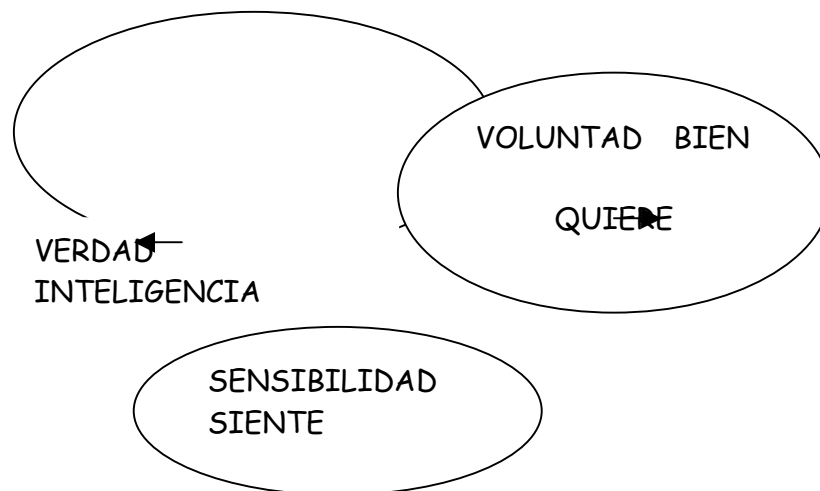 VOLUNTAD BIEN
QUIERE
VERDAD
INTELIGENCIA
SENSIBILIDAD
SIENTE